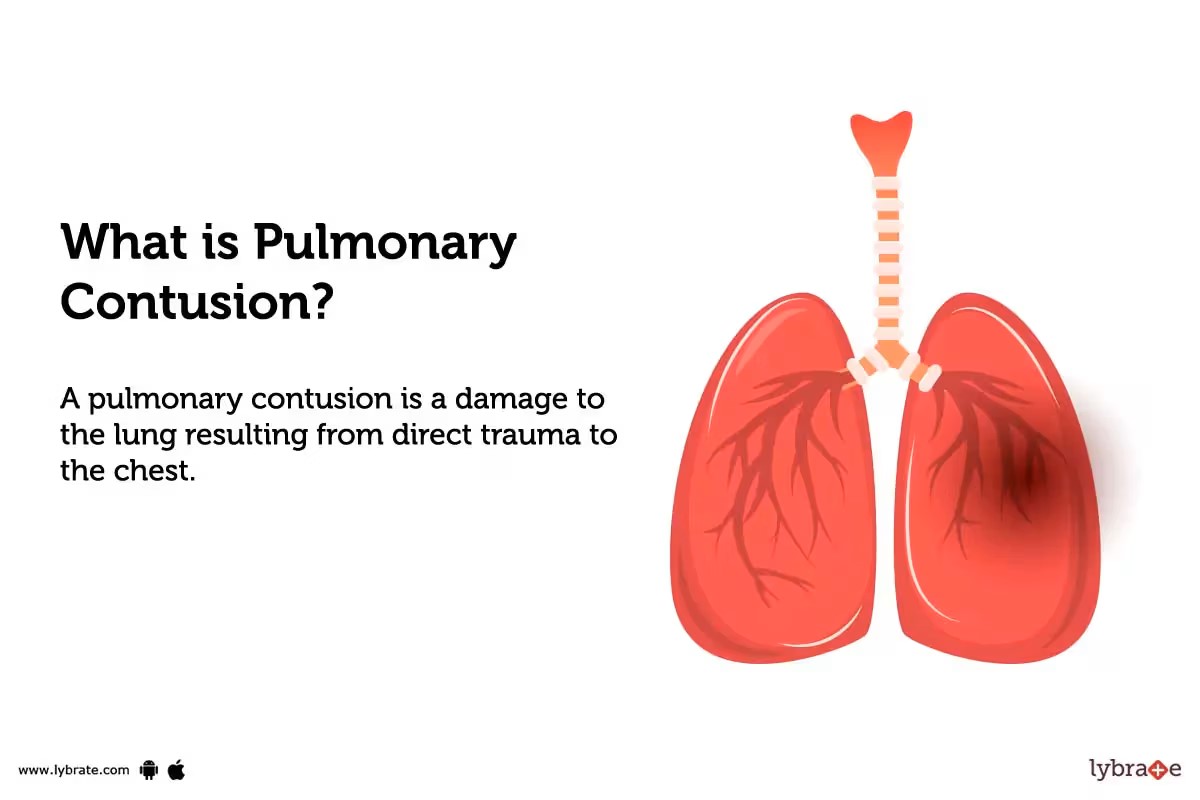 What is Pulmonary
Contusion?
A pulmonary contusion is a damage to
the lung resulting from direct trauma to
the chest.
www.lybrate.com
lybrate